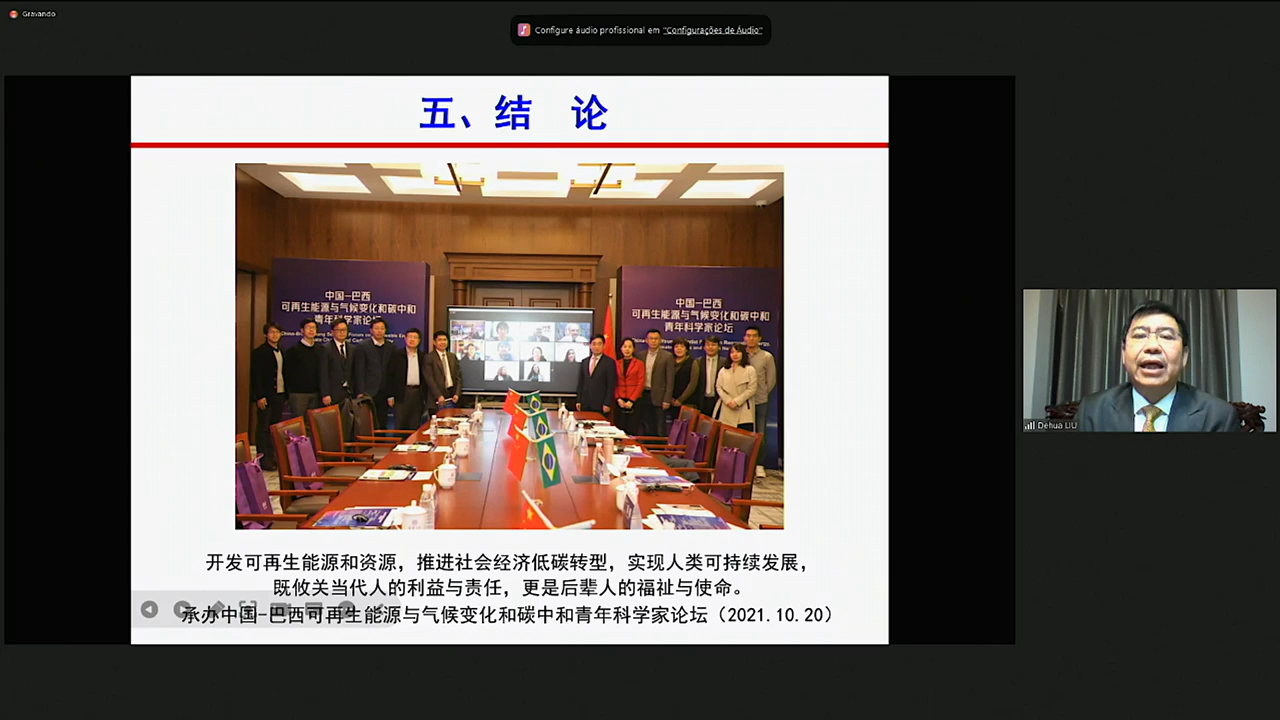 Gravando
Configure áudio profissional em "Configurações de Áudio"
五、结 论
中国-巴西
可再生能源与气候变化和碳中和
青年科学家论坛
中国-巴西
可再生能源与气候变化和碳中和
青年科学家论坛
Dehua LIU
开发可再生能源和资源，推进社会经济低碳转型，实现人类可持续发展，
既攸关当代人的利益与责任，更是后辈人的福祉与使命。
承办中国-巴西可再生能源与气候变化和碳中和青年科学家论坛（2021.10.20）